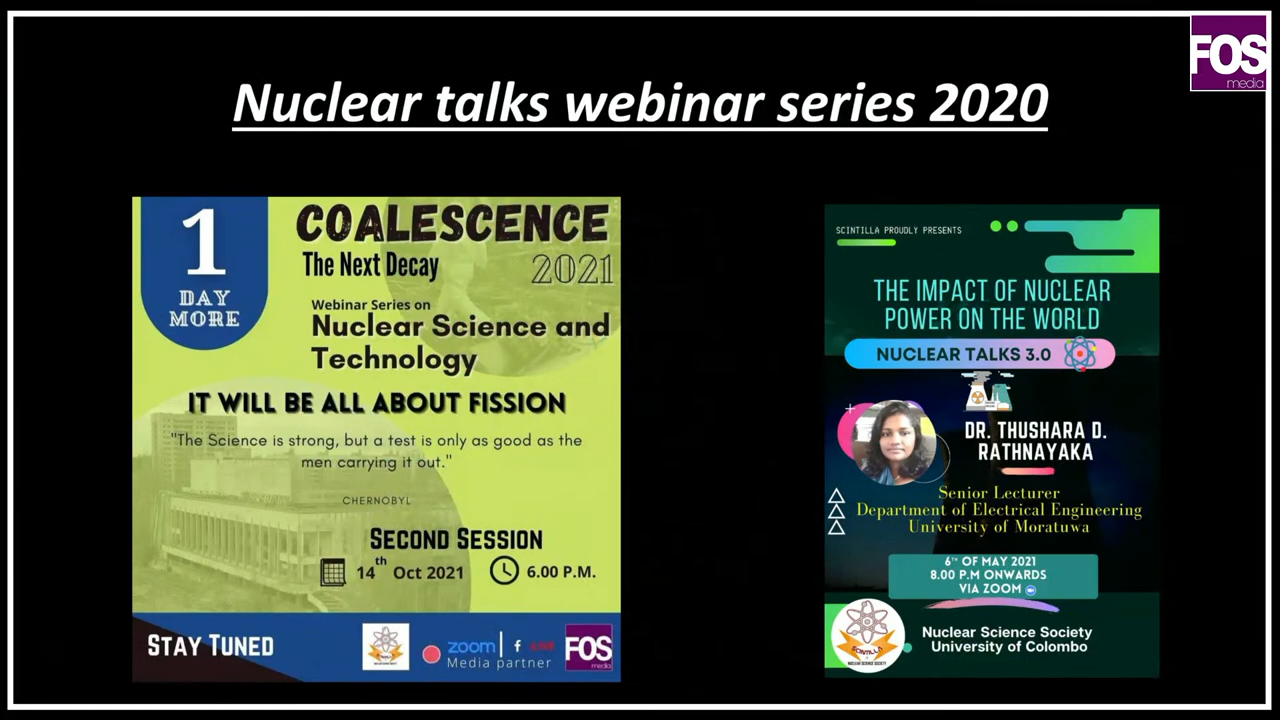 FOS
media
Nuclear talks webinar series 2020
1
DAY
MORE
COALESCENCE
The Next Decay
2021
Webinar Series on
Nuclear Science and
Technology
IT WILL BE ALL ABOUT FISSION
"The Science is strong, but a test is only as good as the
men carrying it out."
CHERNOBYL
SECOND SESSION
14th Oct 2021
6.00 P.M.
STAY TUNED
zoom f LIVE
Media partner
FOS
media
SCINTILLA PROUDLY PRESENTS
THE IMPACT OF NUCLEAR
POWER ON THE WORLD
NUCLEAR TALKS 3.0
DR. THUSHARA D.
RATHNAYAKA
Senior Lecturer
Department of Electrical Engineering
University of Moratuwa
6TH OF MAY 2021
8.00 P.M ONWARDS
VIA ZOOM
SCINTILLA
NUCLEAR SCIENCE SOCIETY
Nuclear Science Society
University of Colombo